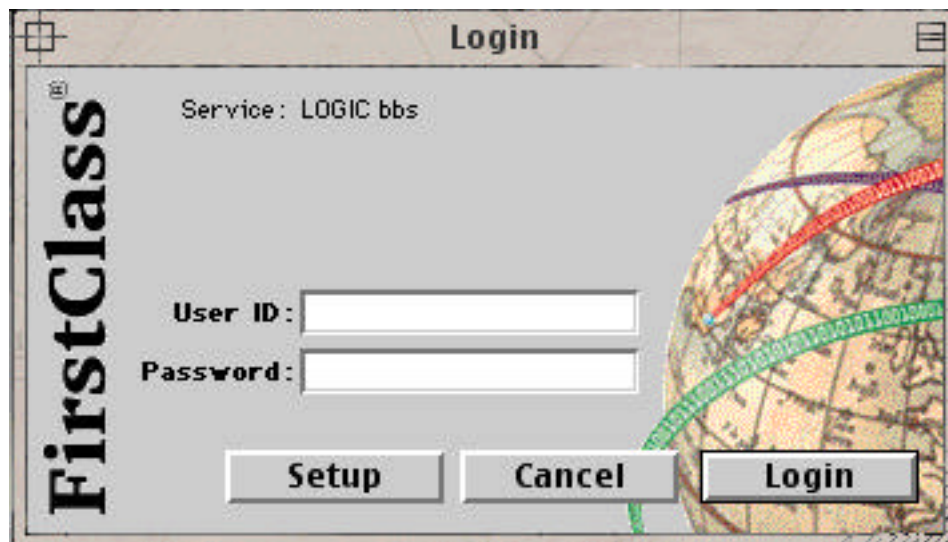 Login
FirstClass®
Service: LOGIC bbs
User ID:
Password:
Setup
Cancel
Login